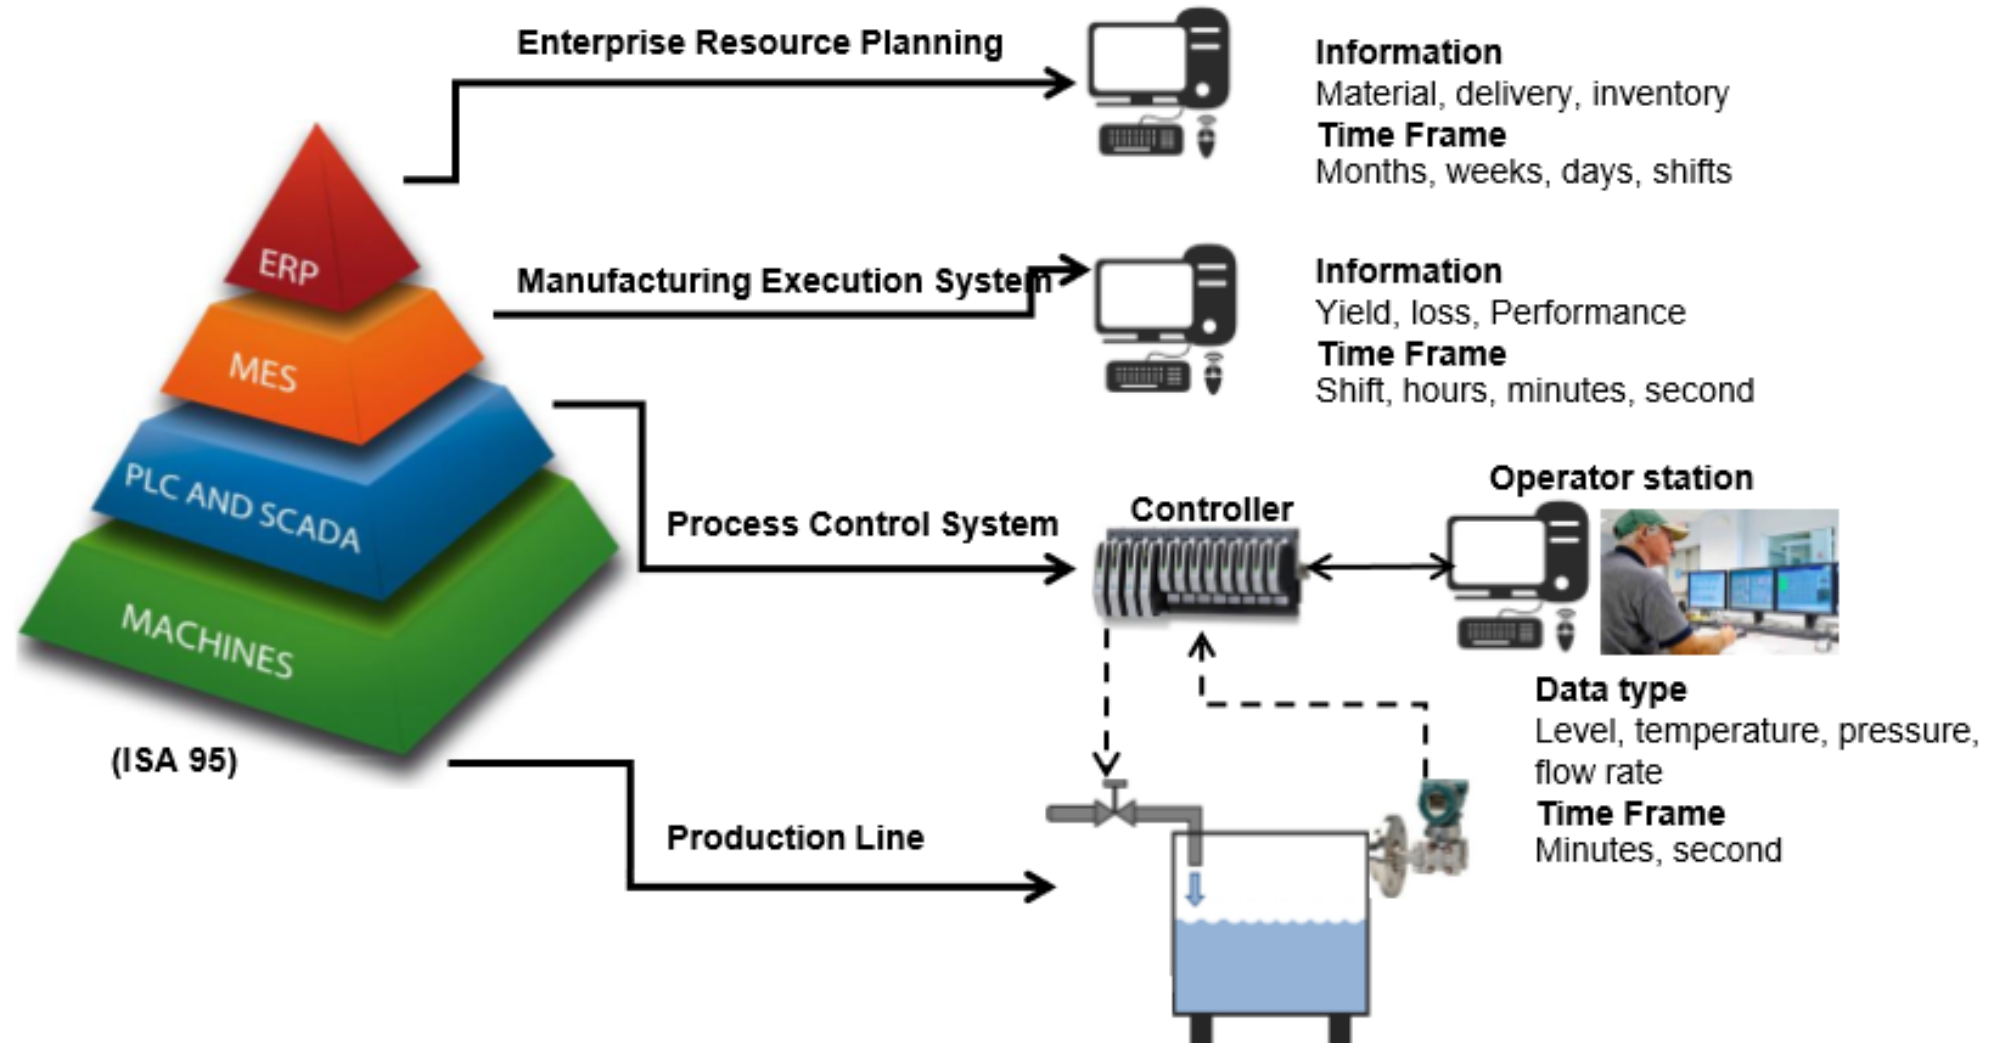 Enterprise Resource Planning
Information
Material, delivery, inventory
Time Frame
Months, weeks, days, shifts
ERP
Manufacturing Execution System
Information
Yield, loss, Performance
Time Frame
Shift, hours, minutes, second
MES
PLC AND SCADA
Process Control System
Controller
Operator station
MACHINES
Data type
Level, temperature, pressure,
flow rate
Time Frame
Minutes, second
(ISA 95)
Production Line